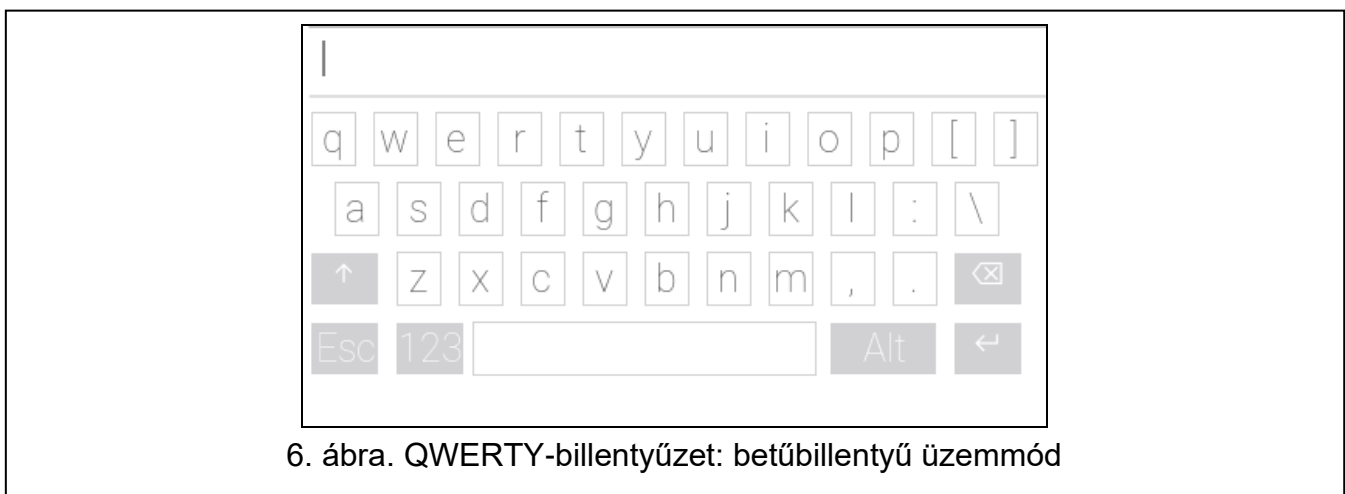 q w e r t y u i o p [ ]
a s d f g h j k l : \
↑ z x c v b n m , . ⌫
Esc 123 Alt ↵
6. ábra. QWERTY-billentyűzet: betűbillentyű üzemmód